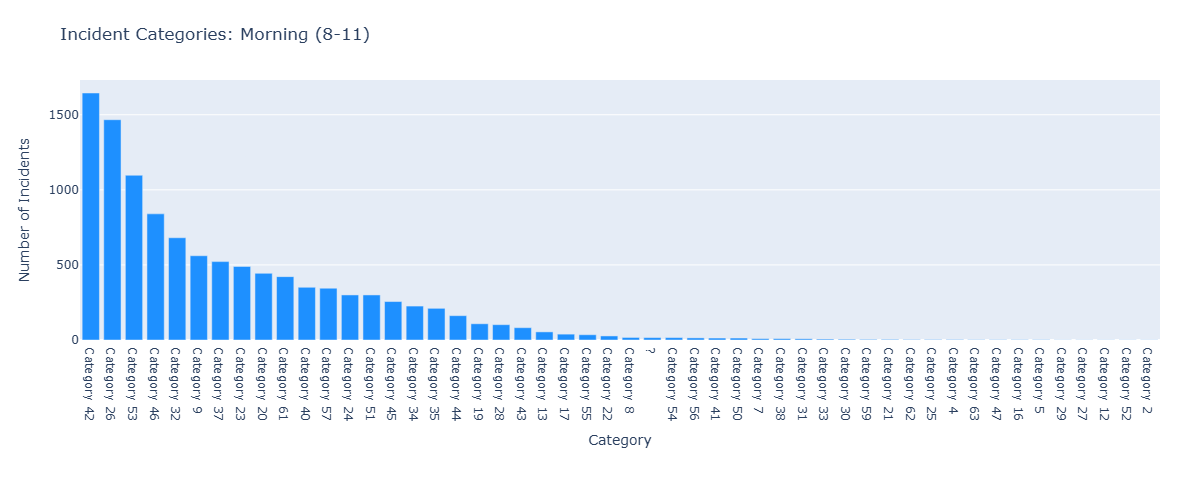 Incident Categories: Morning (8-11)
Number of Incidents
1500
1000
500
0
Category 42
Category 26
Category 53
Category 46
Category 32
Category 9
Category 37
Category 23
Category 20
Category 61
Category 40
Category 57
Category 24
Category 51
Category 45
Category 34
Category 35
Category 44
Category 19
Category 28
Category 43
Category 13
Category 17
Category 55
Category 22
Category 8
?
Category 54
Category 56
Category 41
Category 50
Category 7
Category 38
Category 31
Category 33
Category 30
Category 59
Category 21
Category 62
Category 25
Category 4
Category 63
Category 47
Category 16
Category 5
Category 29
Category 27
Category 12
Category 52
Category 2
Category